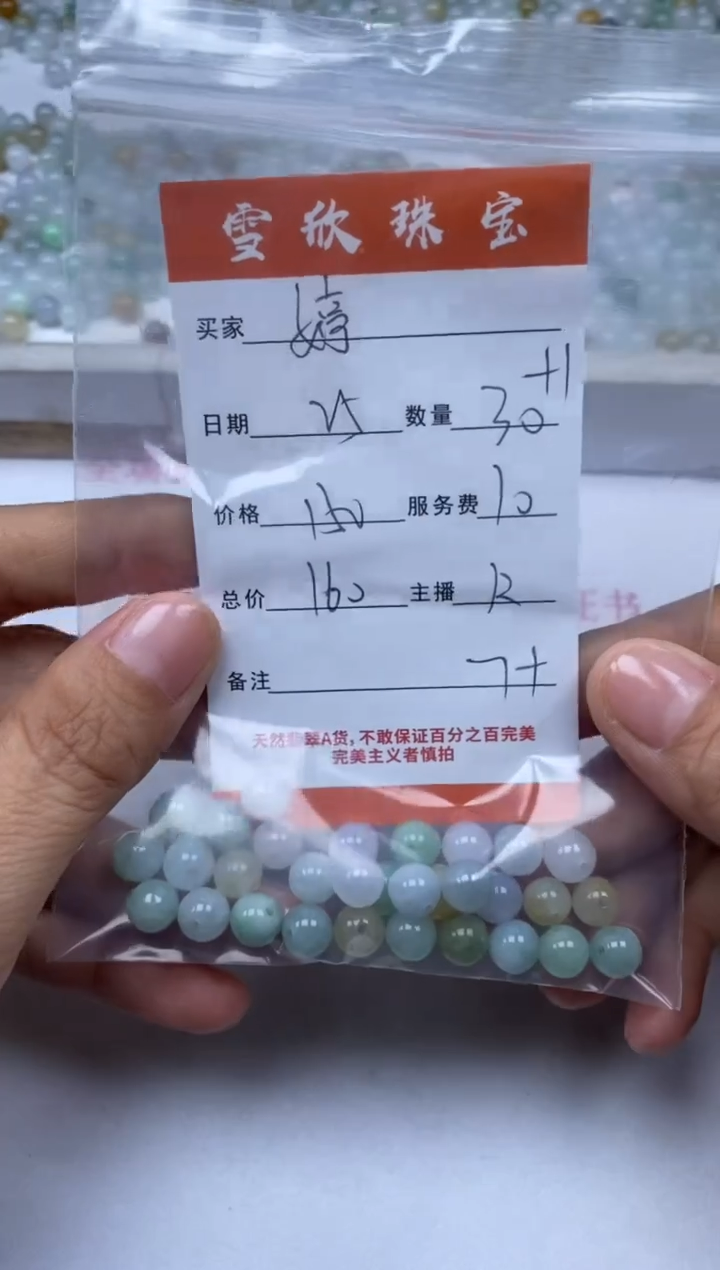 雪欣珠宝
买家 婷
+1
日期 25 数量 30
价格 150 服务费 10
总价 160 主播 R
备注 7+
天然翡翠A货，不敢保证百分之百完美
完美主义者慎拍
证书